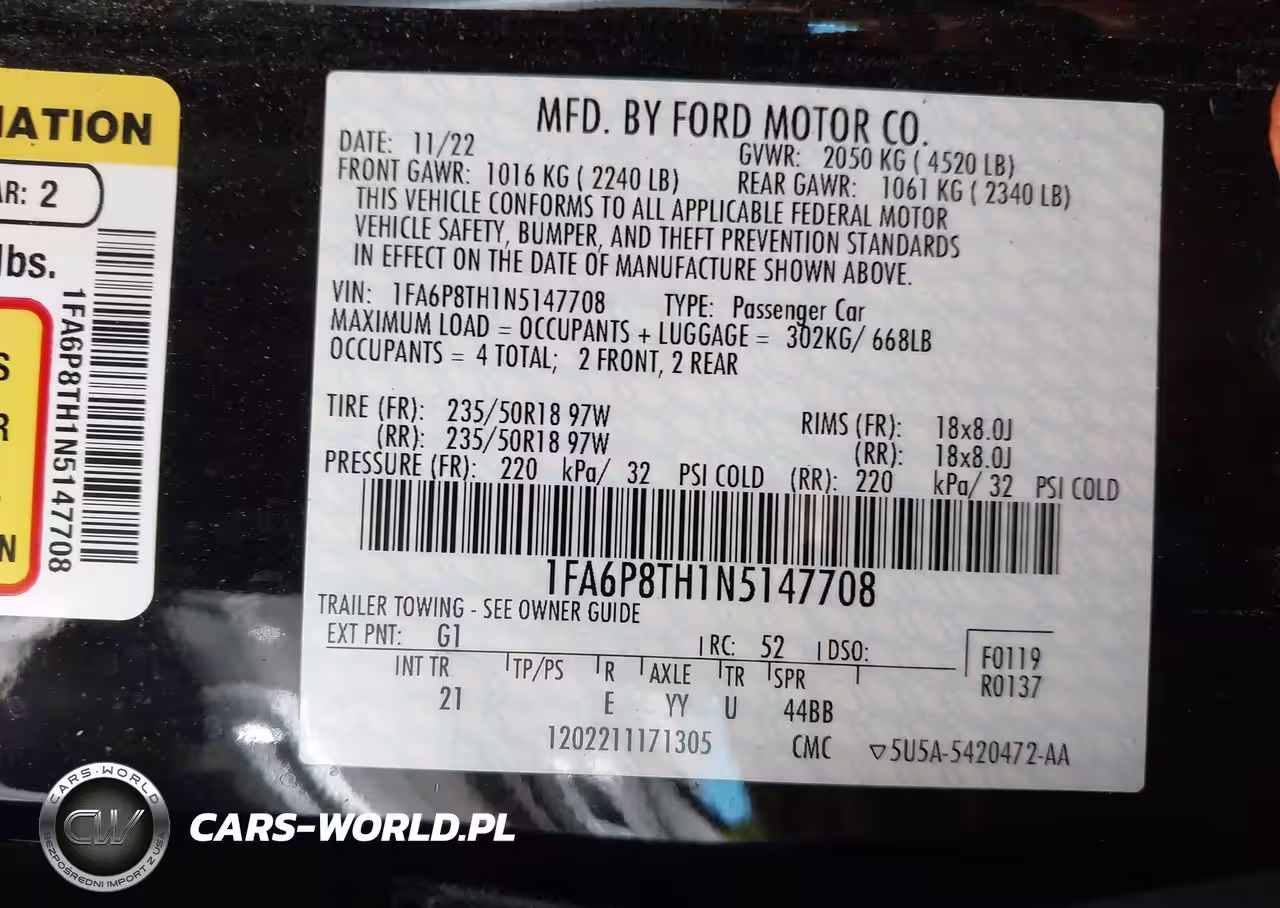 MFD. BY FORD MOTOR CO.
DATE: 11/22 GVWR: 2050 KG ( 4520 LB)
FRONT GAWR: 1016 KG ( 2240 LB) REAR GAWR: 1061 KG ( 2340 LB)
THIS VEHICLE CONFORMS TO ALL APPLICABLE FEDERAL MOTOR
VEHICLE SAFETY, BUMPER, AND THEFT PREVENTION STANDARDS
IN EFFECT ON THE DATE OF MANUFACTURE SHOWN ABOVE.
VIN: 1FA6P8TH1N5147708 TYPE: Passenger Car
MAXIMUM LOAD = OCCUPANTS + LUGGAGE = 302KG/ 668LB
OCCUPANTS = 4 TOTAL; 2 FRONT, 2 REAR
TIRE (FR): 235/50R18 97W RIMS (FR): 18x8.0J
(RR): 235/50R18 97W (RR): 18x8.0J
PRESSURE (FR): 220 kPa/ 32 PSI COLD (RR): 220 kPa/ 32 PSI COLD
1FA6P8TH1N5147708
TRAILER TOWING - SEE OWNER GUIDE
EXT PNT: G1 RC: 52 DSO:
F0119
R0137
INT TR TP/PS R AXLE TR SPR
21 E YY U 44BB
1202211171305 CMC ▽5U5A-5420472-AA
IATION
AR: 2
lbs.
S
R
N
1FA6P8TH1N5147708
CARS-WORLD
CW
BEZPOŚREDNI IMPORT Z USA
CARS-WORLD.PL